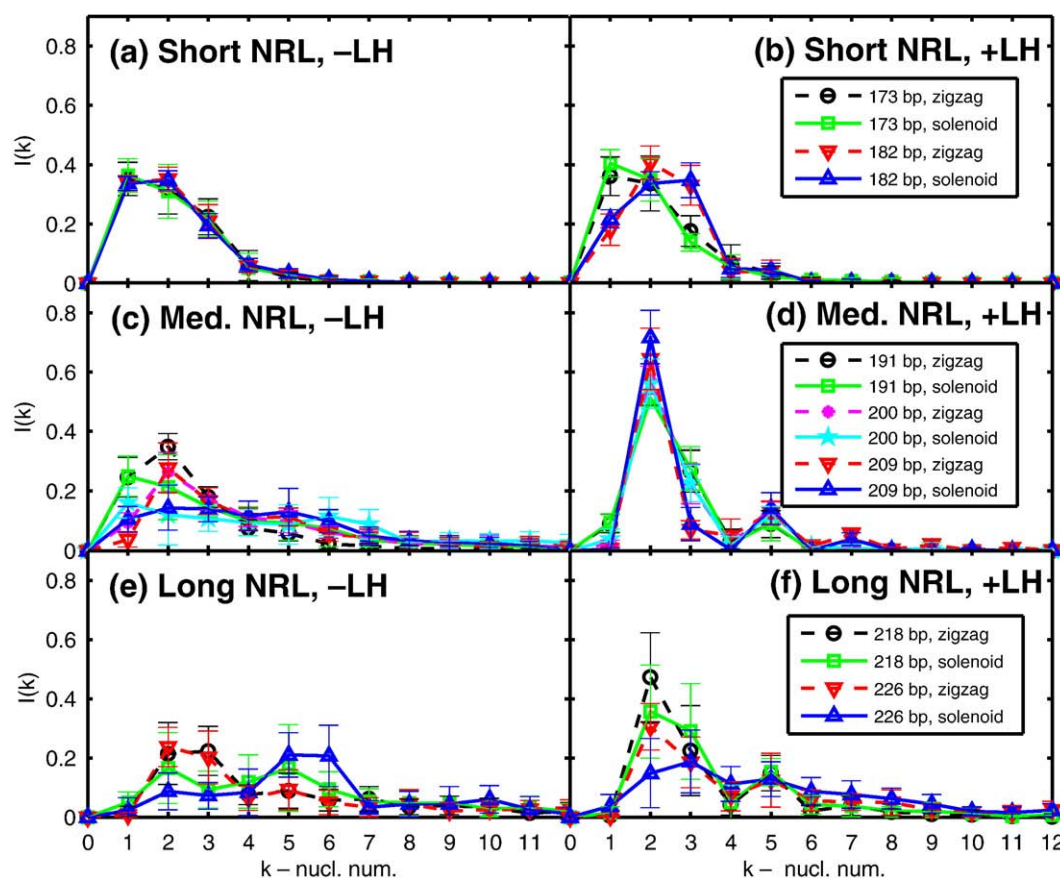 (a) Short NRL, –LH
(b) Short NRL, +LH
173 bp, zigzag
173 bp, solenoid
182 bp, zigzag
182 bp, solenoid
I(k)
0.8
0.6
0.4
0.2
0
(c) Med. NRL, –LH
(d) Med. NRL, +LH
191 bp, zigzag
191 bp, solenoid
200 bp, zigzag
200 bp, solenoid
209 bp, zigzag
209 bp, solenoid
I(k)
0.8
0.6
0.4
0.2
0
(e) Long NRL, –LH
(f) Long NRL, +LH
218 bp, zigzag
218 bp, solenoid
226 bp, zigzag
226 bp, solenoid
I(k)
0.8
0.6
0.4
0.2
0
0 1 2 3 4 5 6 7 8 9 10 11 0 1 2 3 4 5 6 7 8 9 10 11 12
k – nucl. num. k – nucl. num.